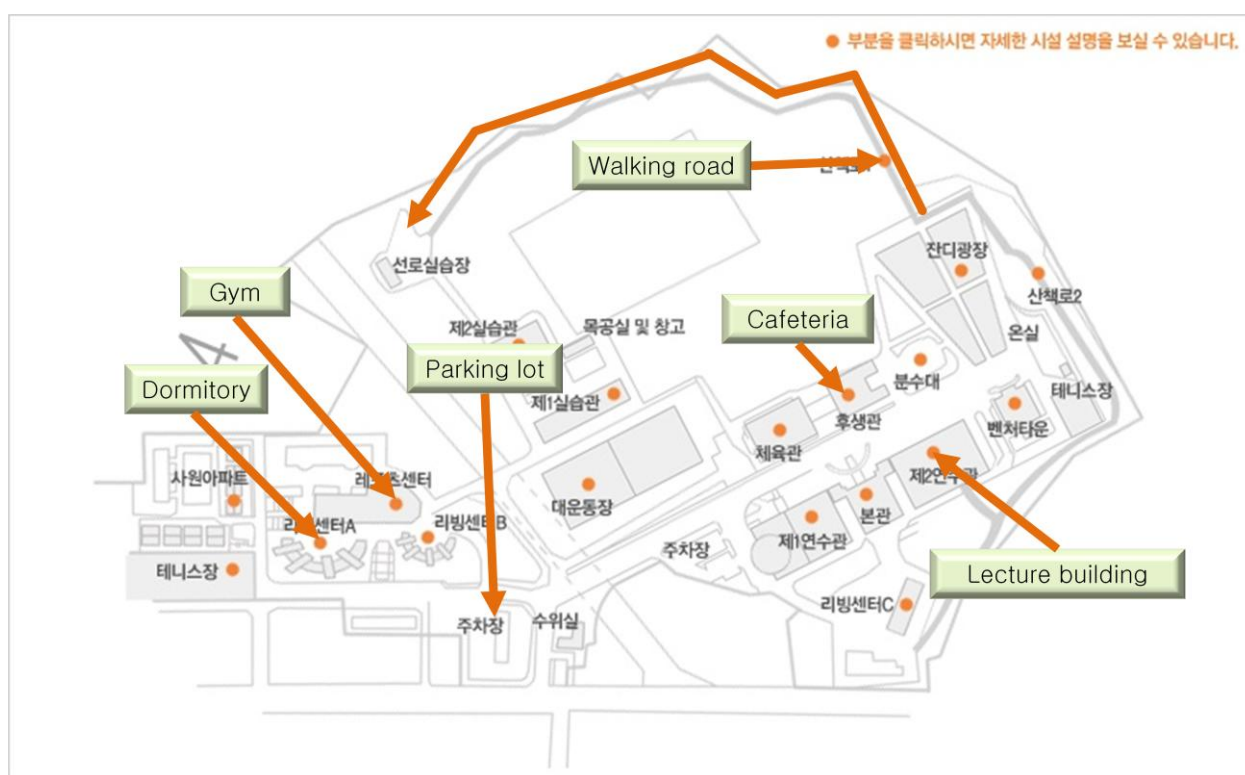 부분을 클릭하시면 자세한 시설 설명을 보실 수 있습니다.
Walking road
잔디광장
선로실습장
산책로2
Gym
Cafeteria
제2실습관
목공실 및 창고
온실
Parking lot
분수대
Dormitory
테니스장
제1실습관
후생관
벤처타운
체육관
사원아파트
제2연수관
대운동장
본관
제1연수관
주차장
테니스장
Lecture building
리빙센터C
주차장
수위실